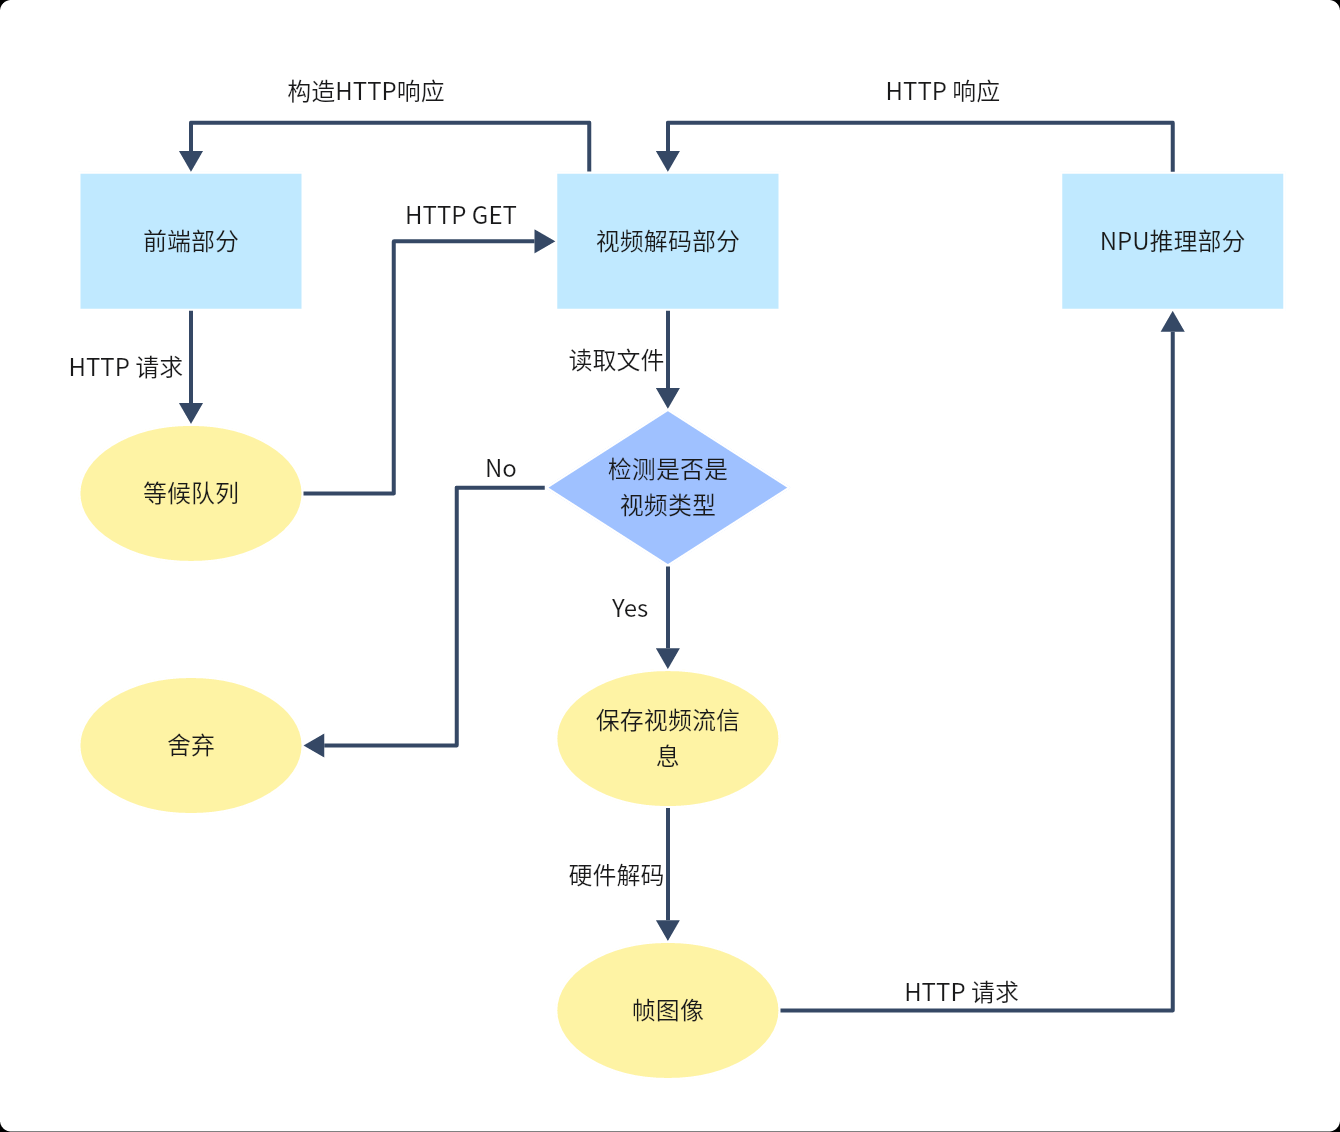 构造HTTP响应
HTTP 响应
前端部分
HTTP GET
视频解码部分
NPU推理部分
HTTP 请求
读取文件
等候队列
No
检测是否是
视频类型
Yes
舍弃
保存视频流信
息
硬件解码
帧图像
HTTP 请求